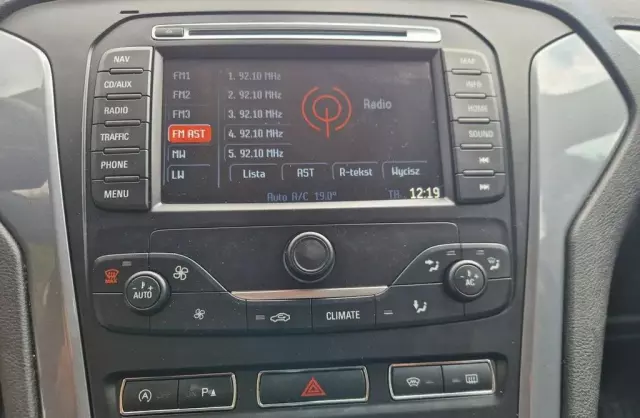 NAV
CD/AUX
RADIO
TRAFFIC
PHONE
MENU
FM1
FM2
FM3
FM AST
MW
LW
1. 92.10 MHz
2. 92.10 MHz
3. 92.10 MHz
4. 92.10 MHz
5. 92.10 MHz
Radio
Lista
AST
R-tekst
Wycisz
Auto A/C 19.0°
TA
12:19
MAP
INFO
HOME
SOUND
MAX
AUTO
AC
CLIMATE
A
P